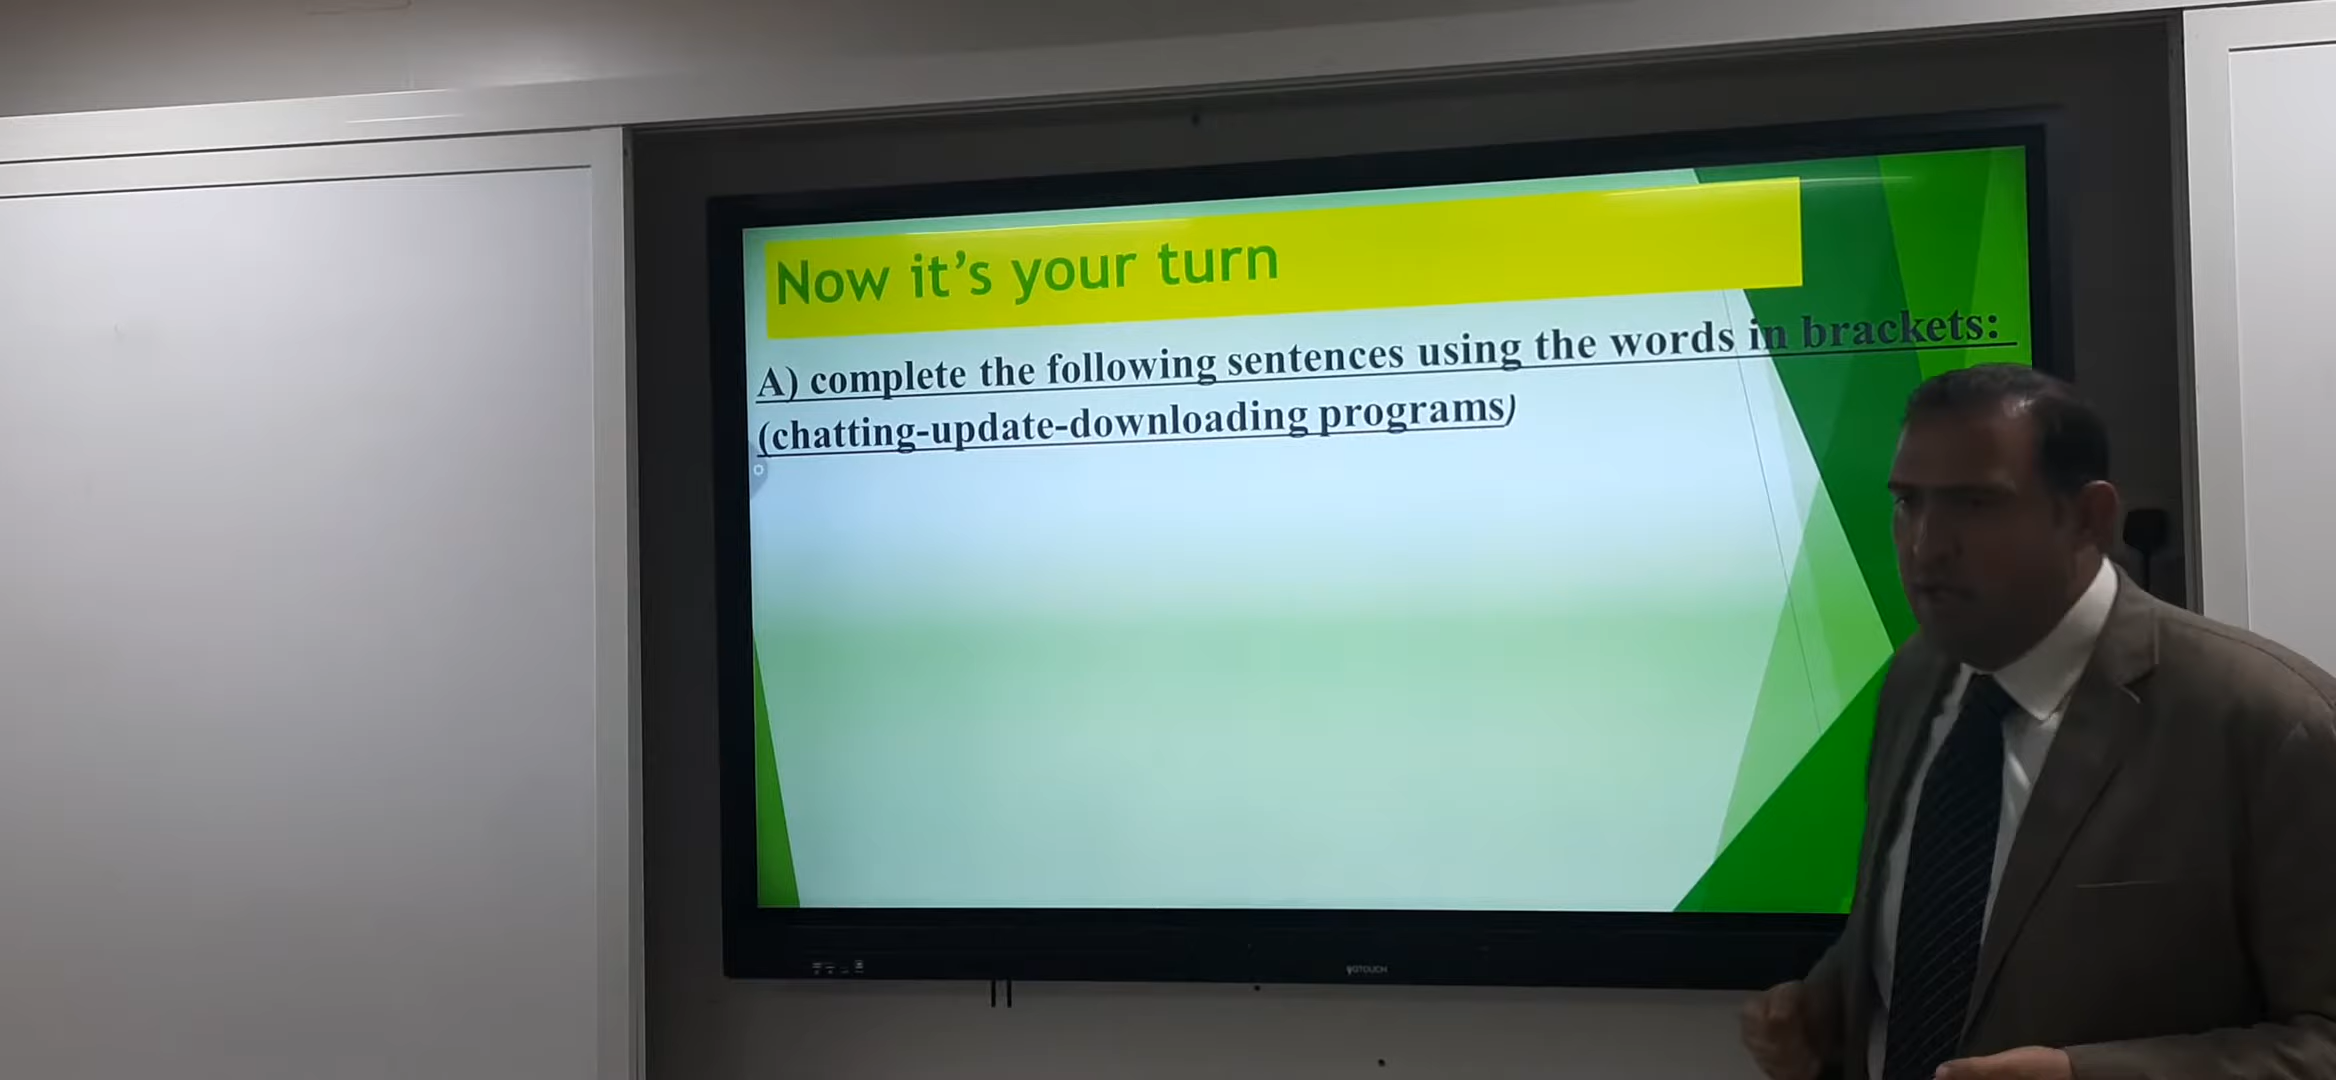 Now it's your turn
A) complete the following sentences using the words in brackets:
(chatting-update-downloading programs)